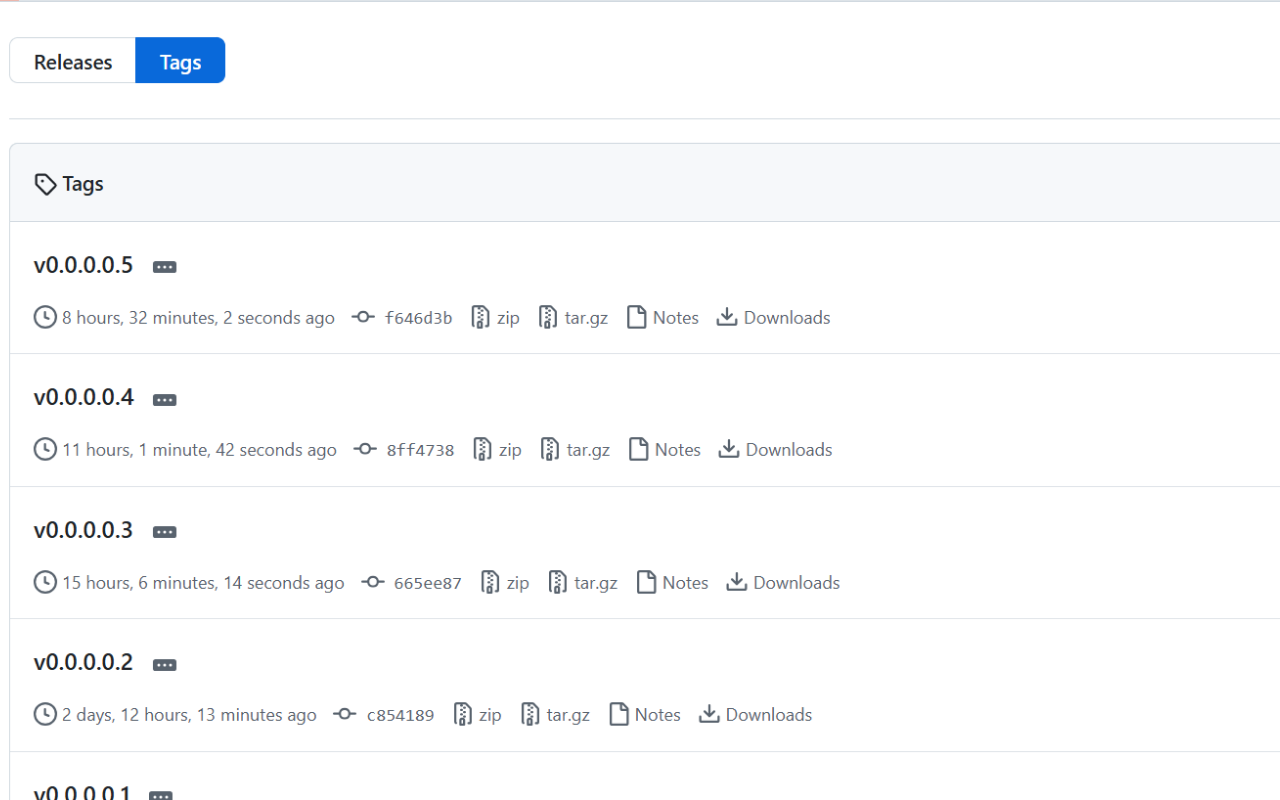 Releases Tags
Tags
v0.0.0.0.5
8 hours, 32 minutes, 2 seconds ago f646d3b zip tar.gz Notes Downloads
v0.0.0.0.4
11 hours, 1 minute, 42 seconds ago 8ff4738 zip tar.gz Notes Downloads
v0.0.0.0.3
15 hours, 6 minutes, 14 seconds ago 665ee87 zip tar.gz Notes Downloads
v0.0.0.0.2
2 days, 12 hours, 13 minutes ago c854189 zip tar.gz Notes Downloads
v0.0.0.0.1